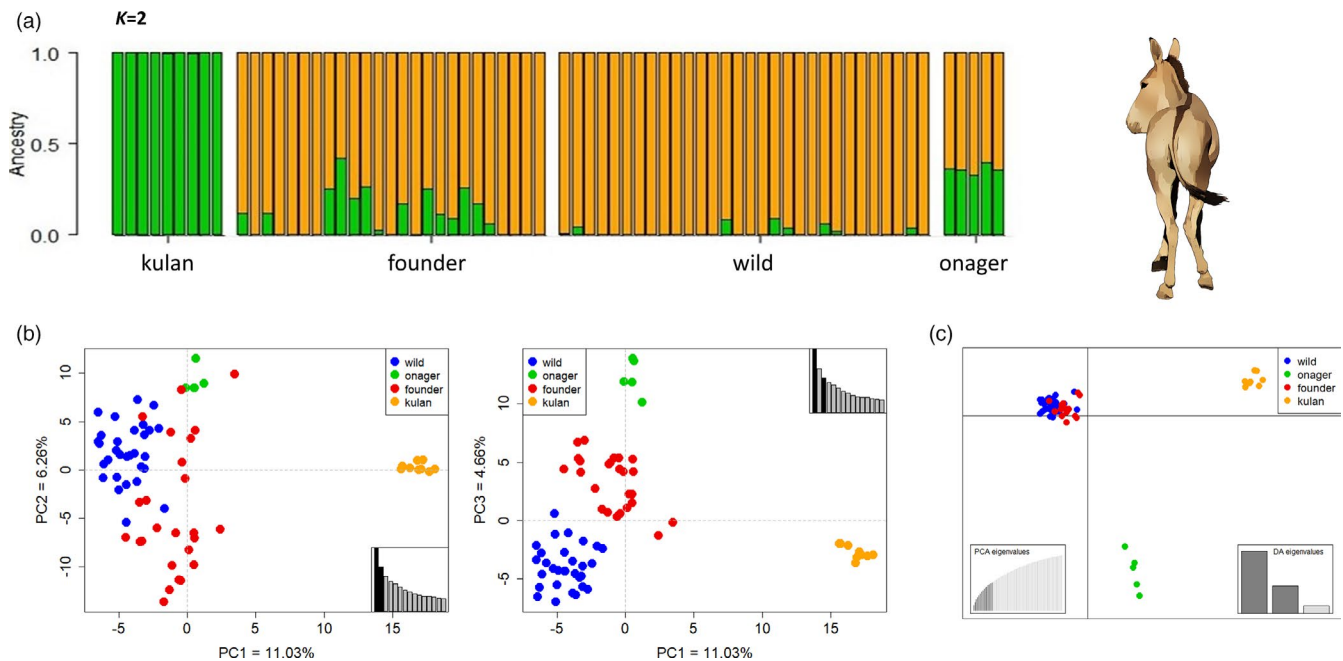 (a)
K=2
Ancestry
1.0
0.5
0.0
kulan founder wild onager
(b)
PC2 = 6.26%
10
5
0
-5
-10
wild
onager
founder
kulan
-5 0 5 10 15
PC1 = 11.03%
PC3 = 4.66%
10
5
0
-5
wild
onager
founder
kulan
-5 0 5 10 15
PC1 = 11.03%
(c)
wild
onager
founder
kulan
PCA eigenvalues
DA eigenvalues